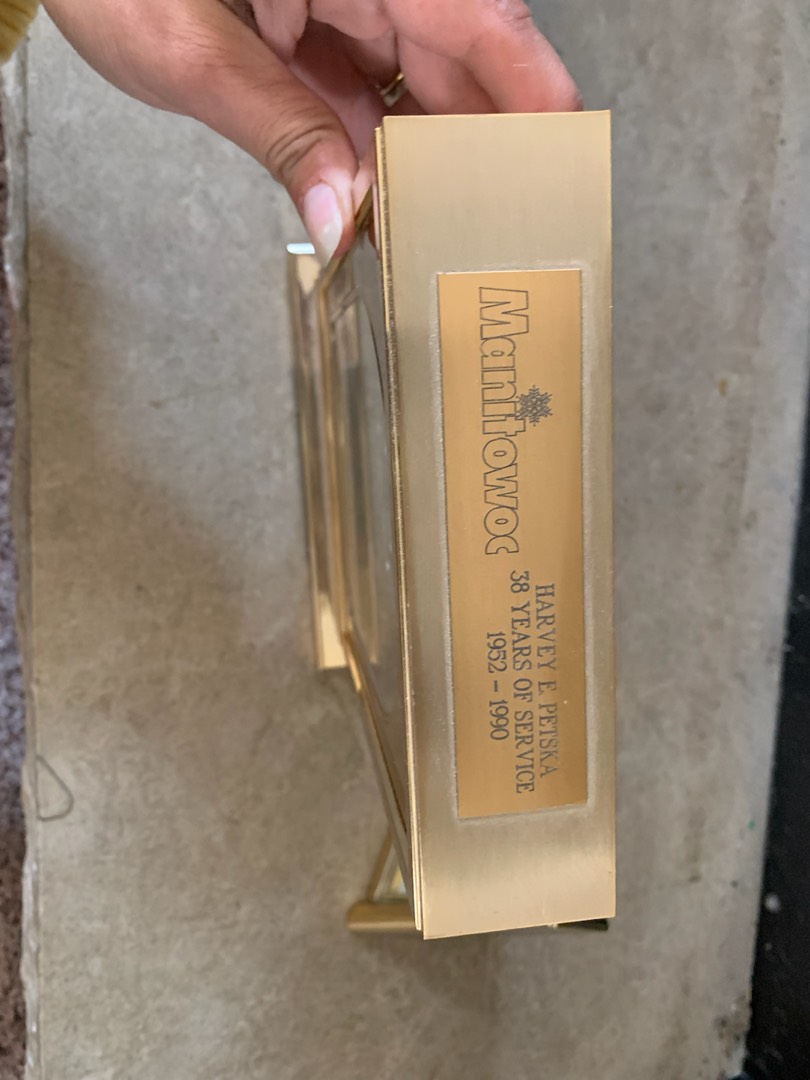 Manitowoc
HARVEY E. PETSKA
38 YEARS OF SERVICE
1952 - 1990